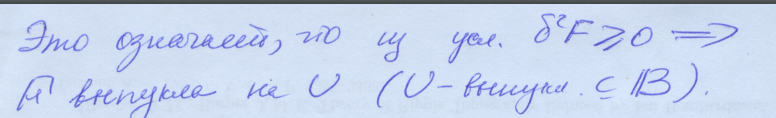 Это означает, что из усл. δ²F ⩾ 0 ⟹
F выпукла на U (U – выпукл. ⊆ B).